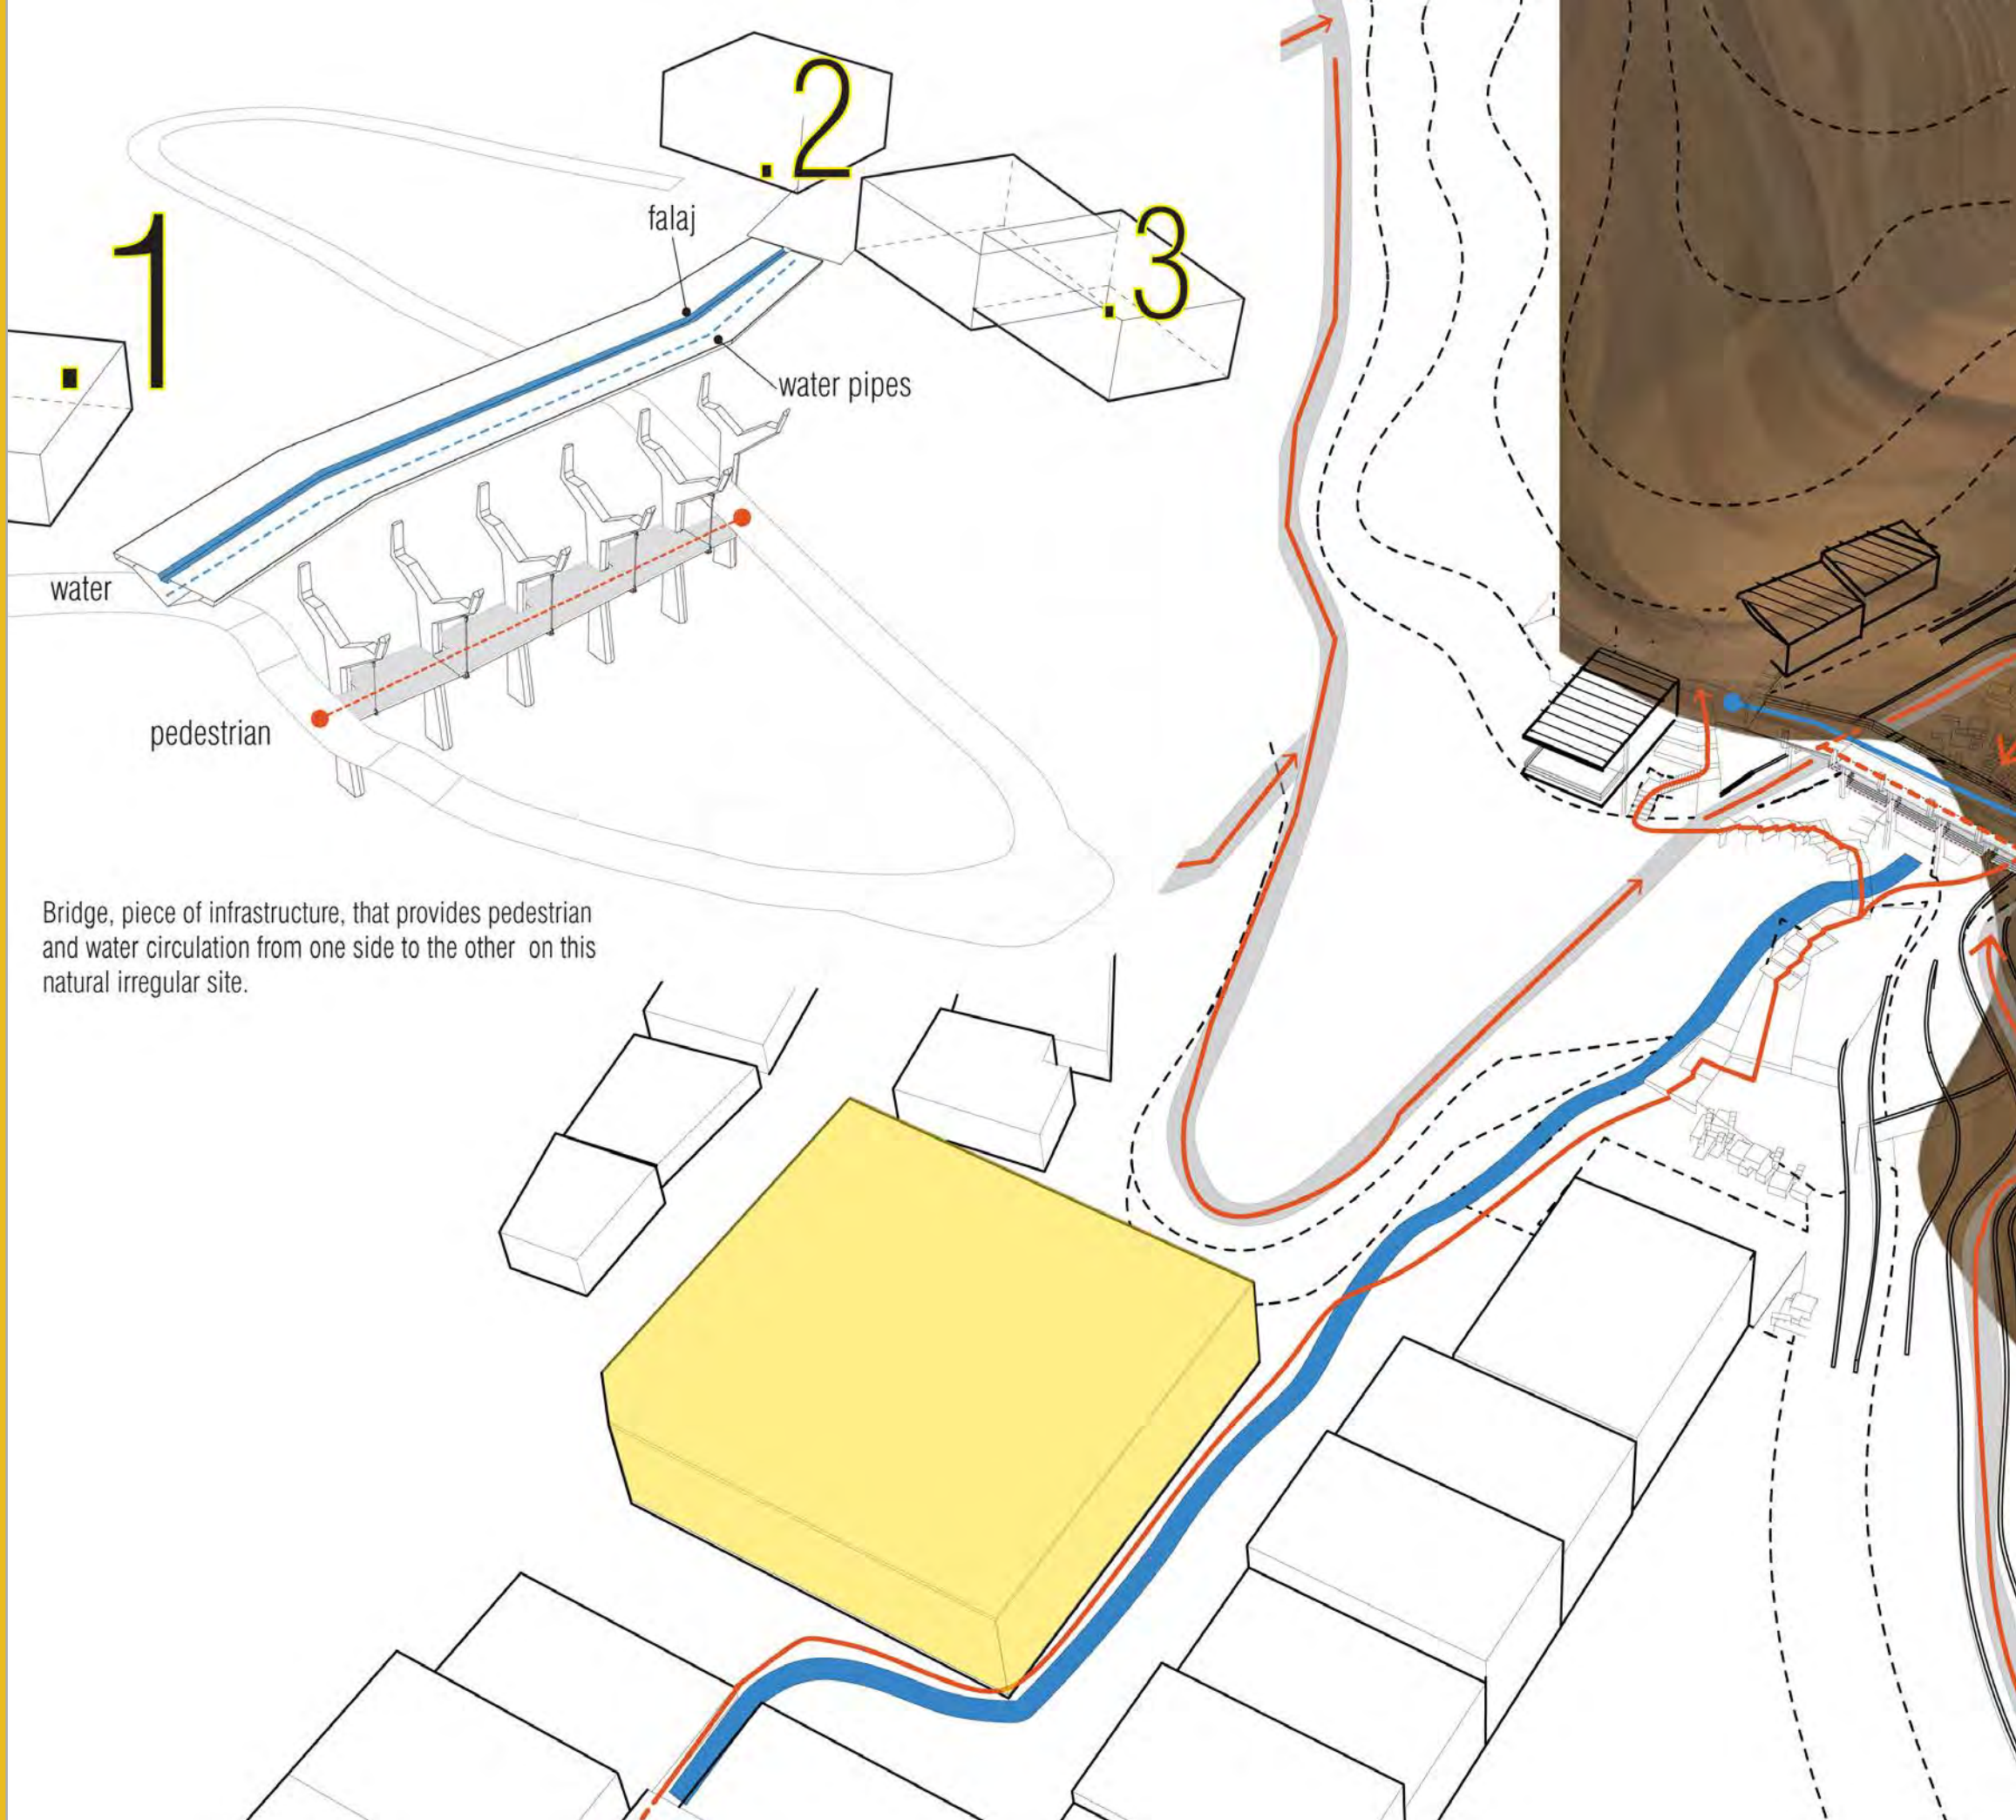 .2
.1
.3
falaj
water pipes
water
pedestrian
Bridge, piece of infrastructure, that provides pedestrian
and water circulation from one side to the other on this
natural irregular site.